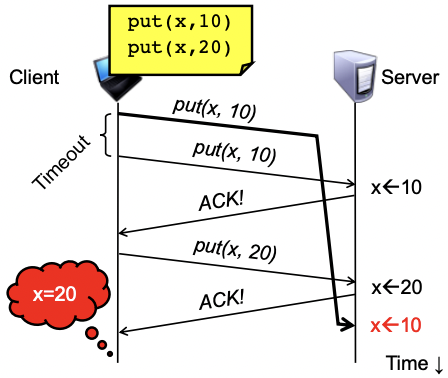 put(x,10)
put(x,20)
Client
Server
put(x, 10)
Timeout
put(x, 10)
x←10
ACK!
put(x, 20)
x=20
x←20
ACK!
x←10
Time ↓